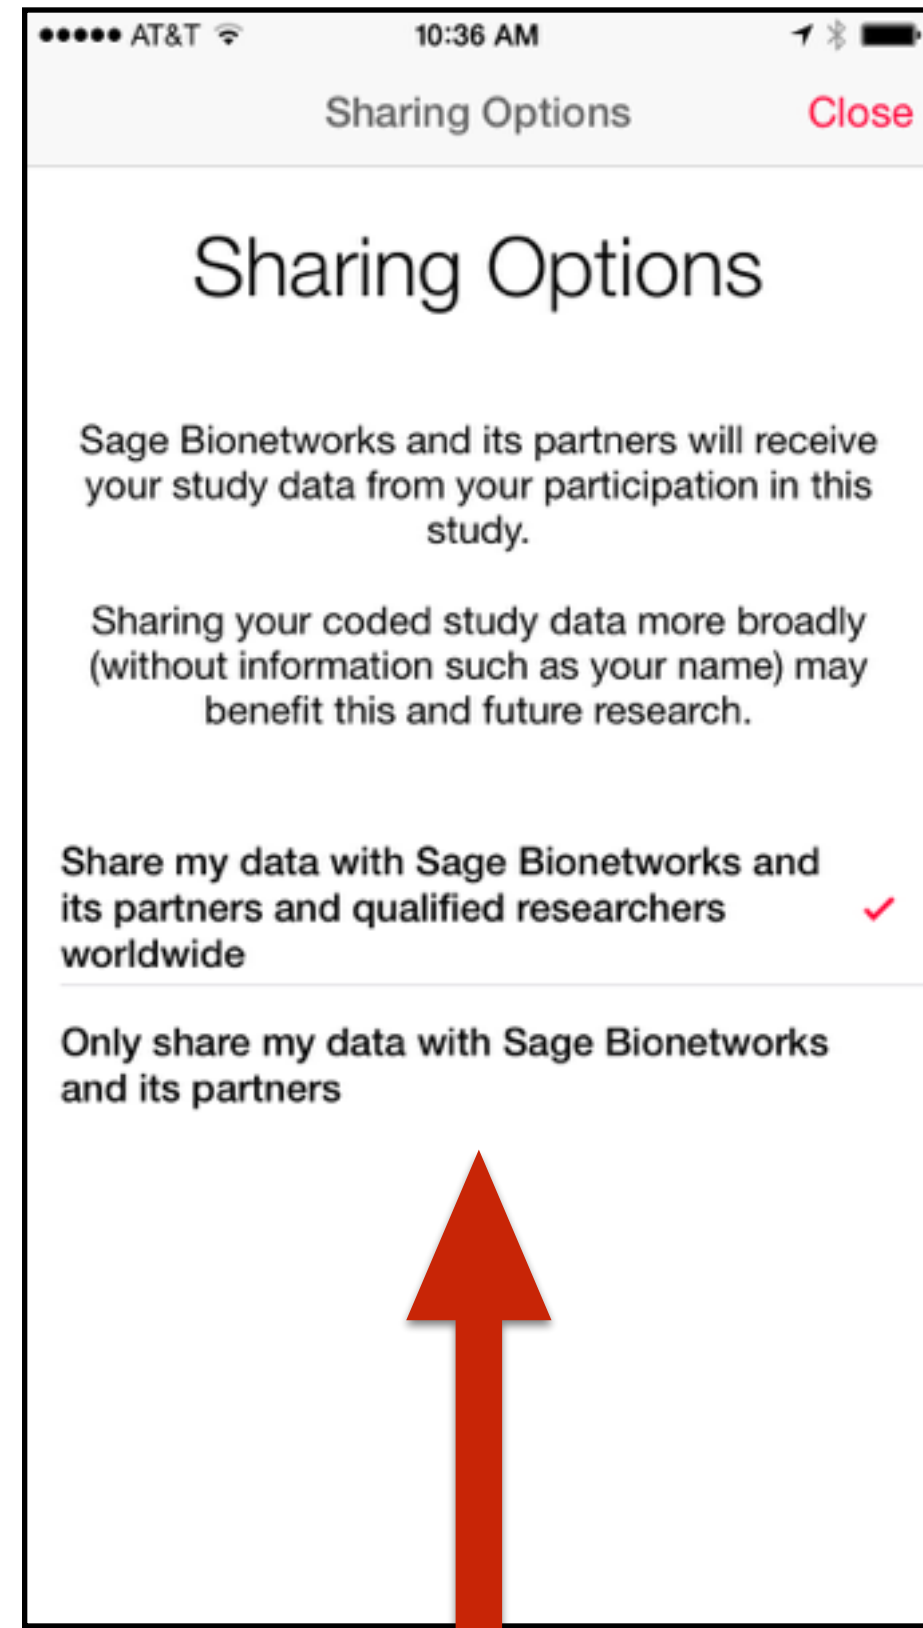 AT&T 10:36 AM
Sharing Options Close
Sharing Options
Sage Bionetworks and its partners will receive
your study data from your participation in this
study.
Sharing your coded study data more broadly
(without information such as your name) may
benefit this and future research.
Share my data with Sage Bionetworks and
its partners and qualified researchers
worldwide
Only share my data with Sage Bionetworks
and its partners